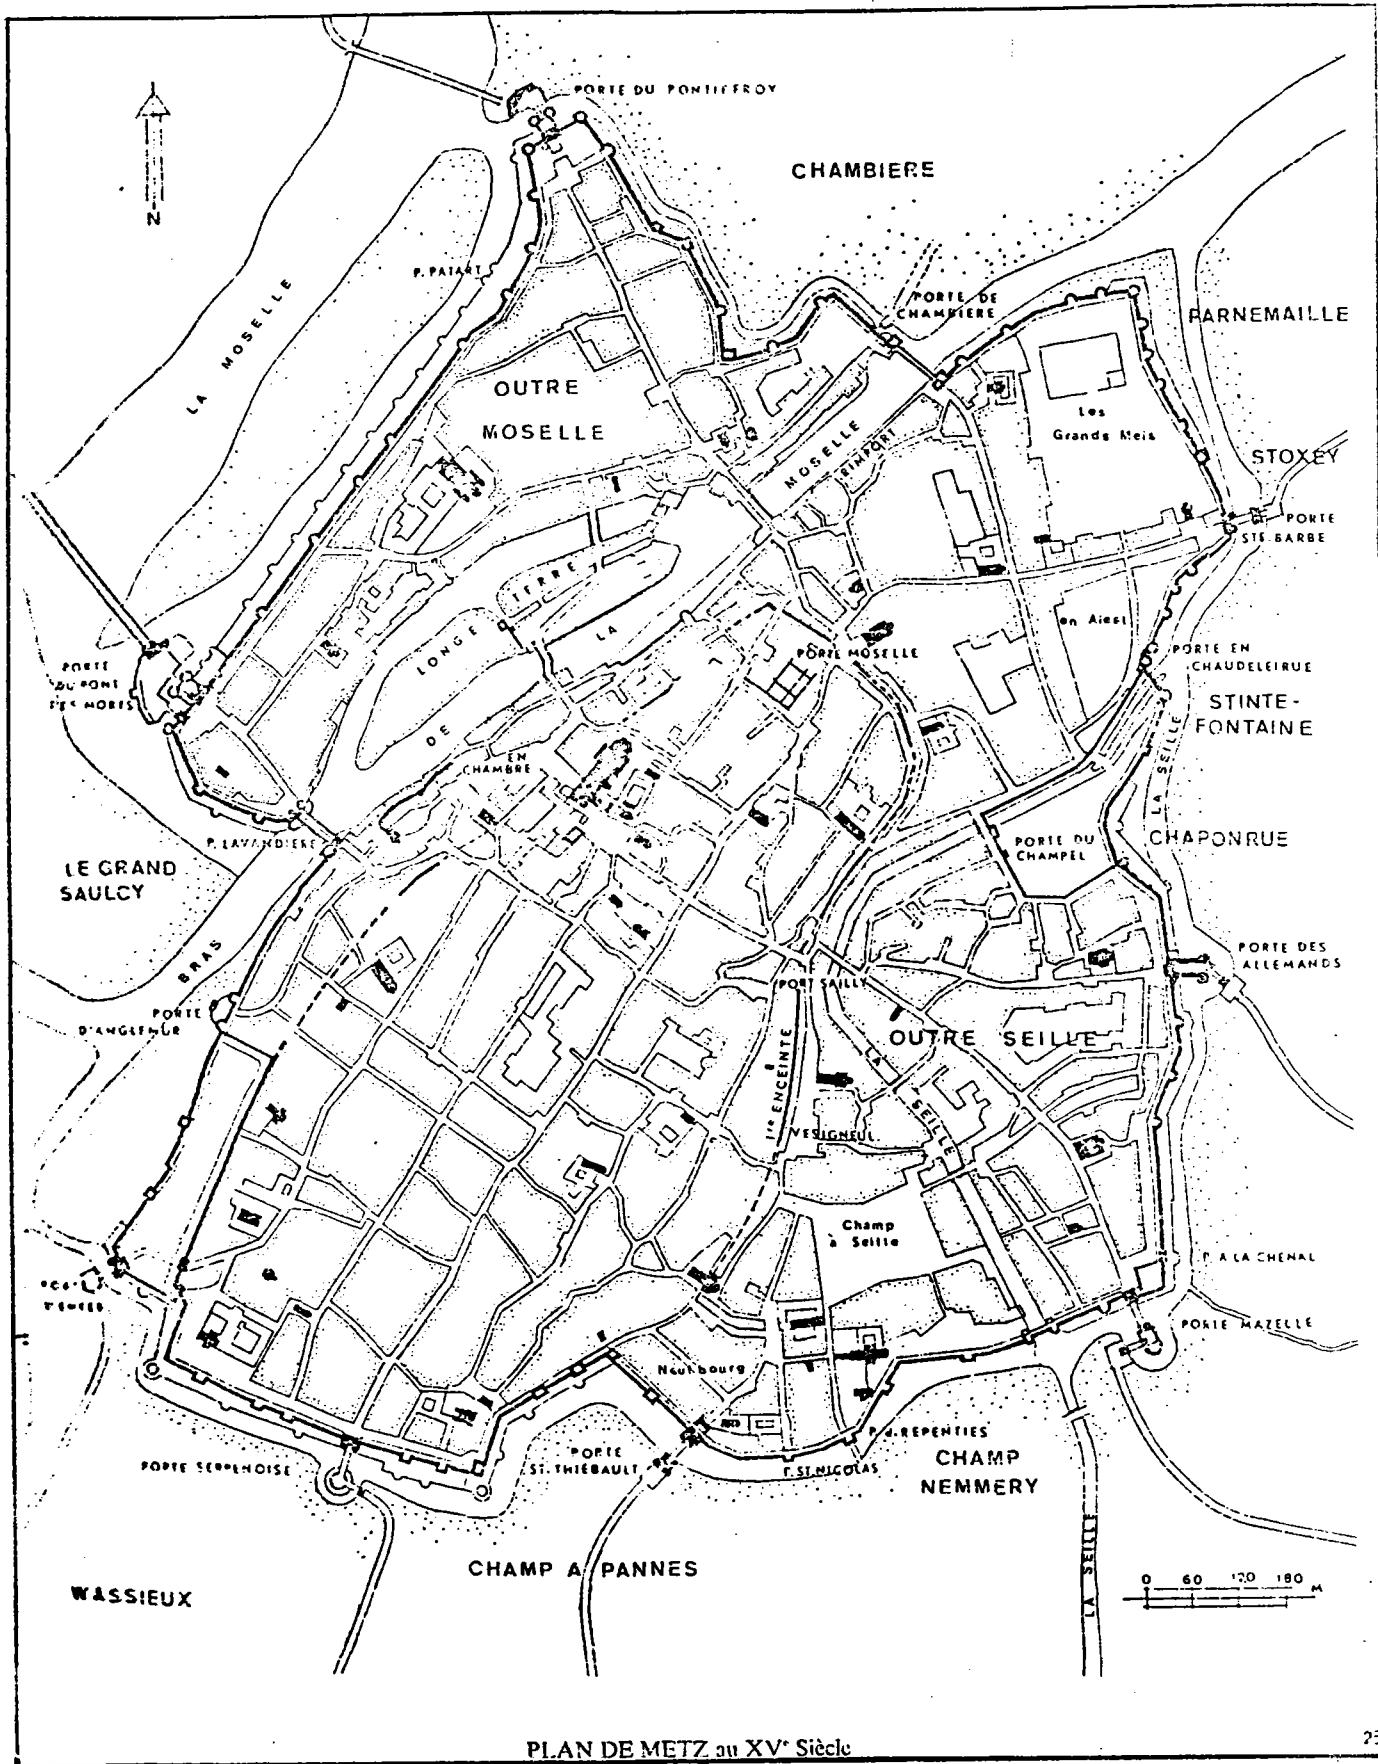 PORTE DU PONTIFFROY
CHAMBIERE
N
P. PATART
LA MOSELLE
PORTE DE
CHAMBIERE
PARNEMAILLE
OUTRE
MOSELLE
Les
Grands Meis
MOSELLE
RIMPORT
STOXEY
PORTE
STE BARBE
LONGE TERRE
en Aiest
PORTE MOSELLE
PORTE EN
CHAUDELEIRUE
PORTE
DU PONT
DES MORTS
STINTE-
FONTAINE
BRAS DE LA
EN
CHAMBRE
LA SEILLE
P. LAVANDIERE
PORTE DU
CHAMPEL
CHAPONRUE
LE GRAND
SAULCY
PORTE DES
ALLEMANDS
PORT SAILLY
PORTE
D'ANGLEMUR
OUTRE SEILLE
1re ENCEINTE
LA SEILLE
VESIGNEUL
Champ
à Seille
P. A LA CHENAL
PORTE MAZELLE
Neufbourg
PORTE SERPENOISE
PORTE
ST. THIEBAULT
P. d. REPENTIES
P. ST. NICOLAS
CHAMP
NEMMERY
CHAMP A PANNES
LA SEILLE
WASSIEUX
0 60 120 180 M
PLAN DE METZ au XVe Siècle